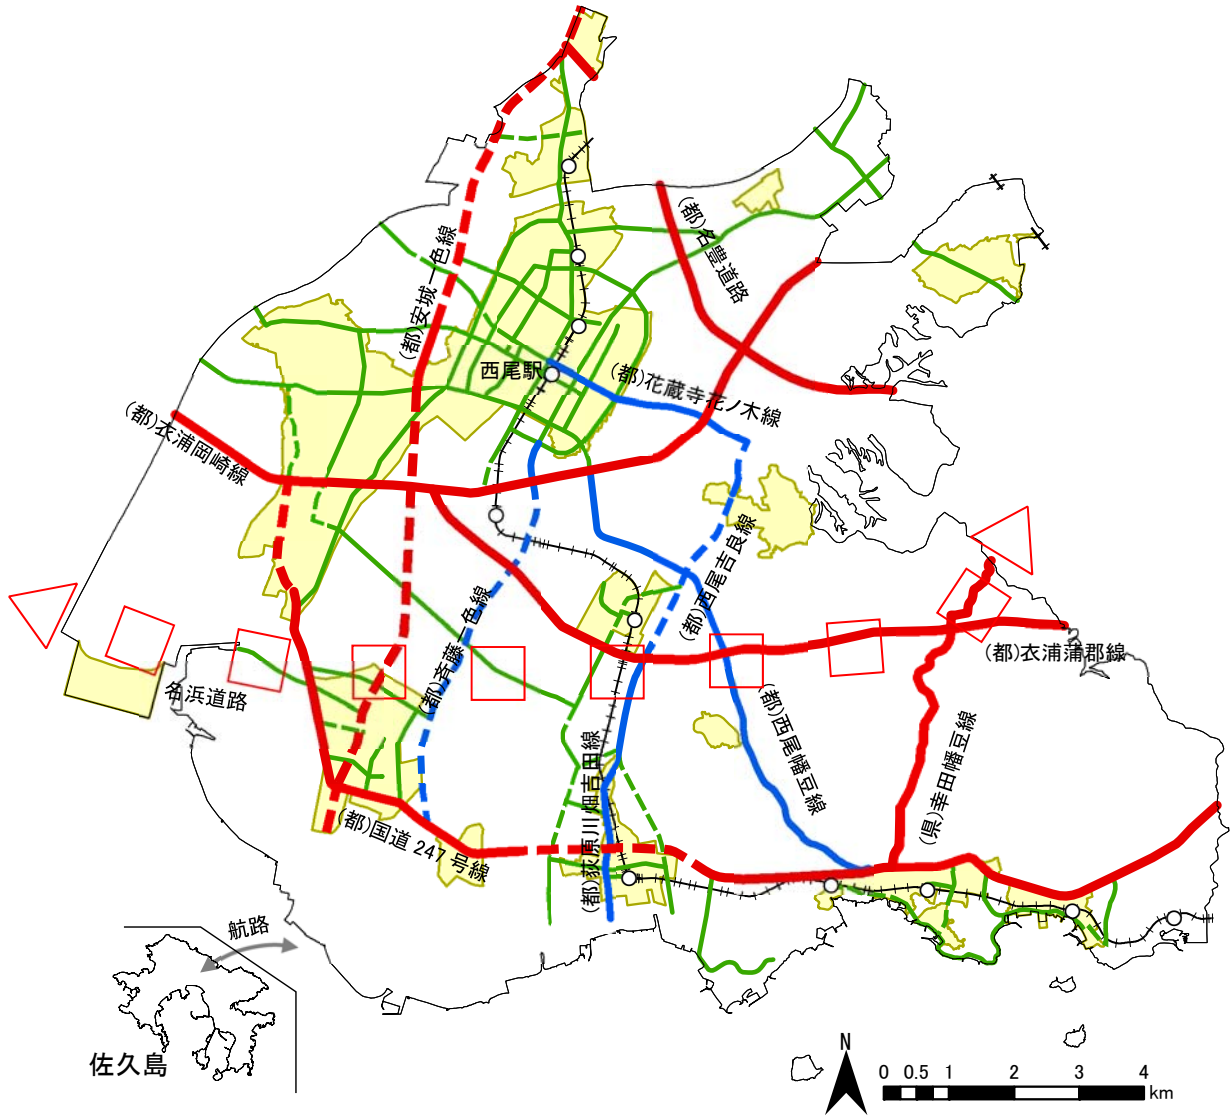 (都)名豊道路
(都)安城一色線
西尾駅
(都)花蔵寺花ノ木線
(都)衣浦岡崎線
(都)西尾吉良線
(都)斉藤一色線
(都)衣浦蒲郡線
名浜道路
(都)西尾幡豆線
(県)幸田幡豆線
(都)荻原川畑吉田線
(都)国道247号線
航路
佐久島
N
0 0.5 1 2 3 4
km